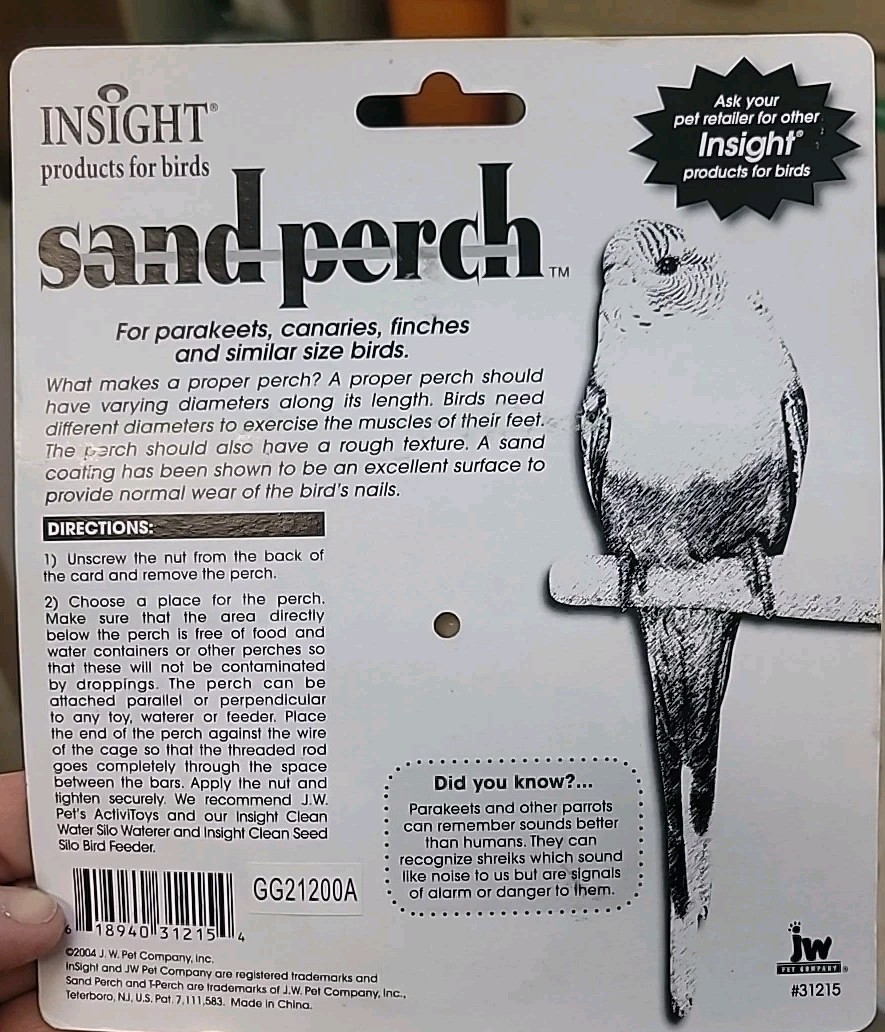 INSIGHT®
products for birds
sand perch™
Ask your
pet retailer for other
Insight®
products for birds
For parakeets, canaries, finches
and similar size birds.
What makes a proper perch? A proper perch should
have varying diameters along its length. Birds need
different diameters to exercise the muscles of their feet.
The perch should also have a rough texture. A sand
coating has been shown to be an excellent surface to
provide normal wear of the bird's nails.
DIRECTIONS:
1) Unscrew the nut from the back of
the card and remove the perch.
2) Choose a place for the perch.
Make sure that the area directly
below the perch is free of food and
water containers or other perches so
that these will not be contaminated
by droppings. The perch can be
attached parallel or perpendicular
to any toy, waterer or feeder. Place
the end of the perch against the wire
of the cage so that the threaded rod
goes completely through the space
between the bars. Apply the nut and
tighten securely. We recommend J.W.
Pet's ActiviToys and our Insight Clean
Water Silo Waterer and Insight Clean Seed
Silo Bird Feeder.
Did you know?...
Parakeets and other parrots
can remember sounds better
than humans. They can
recognize shreiks which sound
like noise to us but are signals
of alarm or danger to them.
GG21200A
6 18940 31215 4
©2004 J. W. Pet Company, Inc.
InSight and JW Pet Company are registered trademarks and
Sand Perch and T-Perch are trademarks of J.W. Pet Company, Inc.,
Teterboro, NJ, U.S. Pat. 7,111,583. Made in China.
jw
PET COMPANY®
#31215